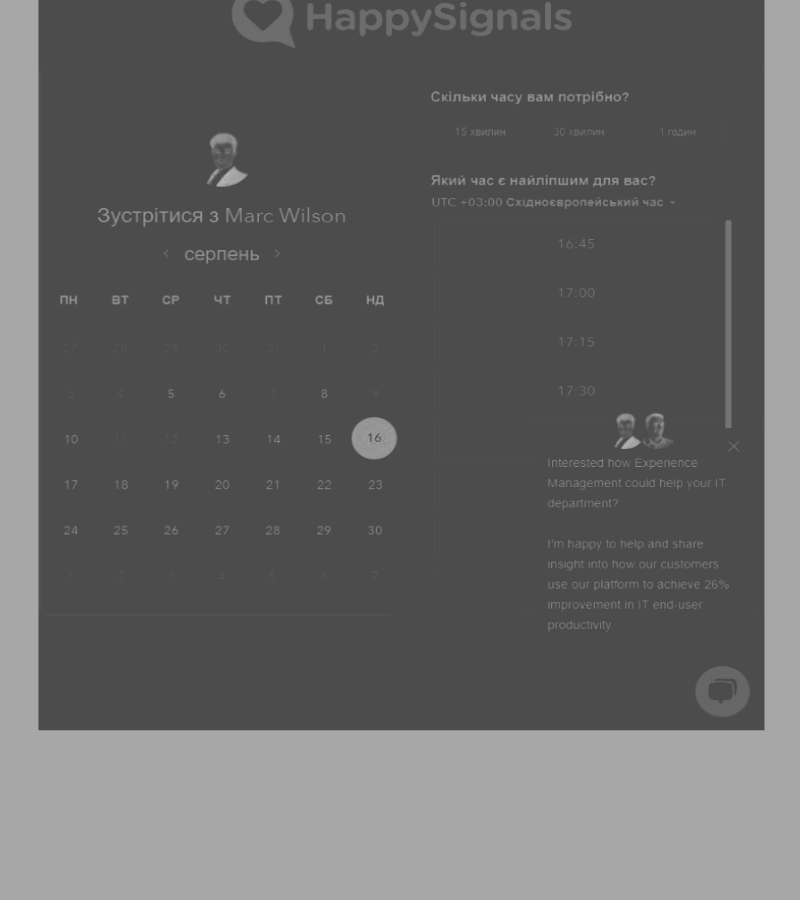 HappySignals
Зустрітися з Marc Wilson
серпень
ПН ВТ СР ЧТ ПТ СБ НД
27 28 29 30 31 1 2
3 4 5 6 7 8 9
10 11 12 13 14 15 16
17 18 19 20 21 22 23
24 25 26 27 28 29 30
1 2 3 4 5 6 7
Скільки часу вам потрібно?
15 хвилин 30 хвилин 1 годин
Який час є найліпшим для вас?
UTC +03:00 Східноєвропейський час
16:45
17:00
17:15
17:30
Interested how Experience
Management could help your IT
department?
I'm happy to help and share
insight into how our customers
use our platform to achieve 26%
improvement in IT end-user
productivity.